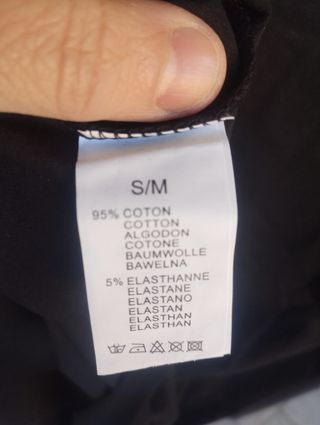 S/M
95% COTON
COTTON
ALGODON
COTONE
BAUMWOLLE
BAWELNA
5% ELASTHANNE
ELASTANE
ELASTANO
ELASTAN
ELASTHAN
ELASTHAN